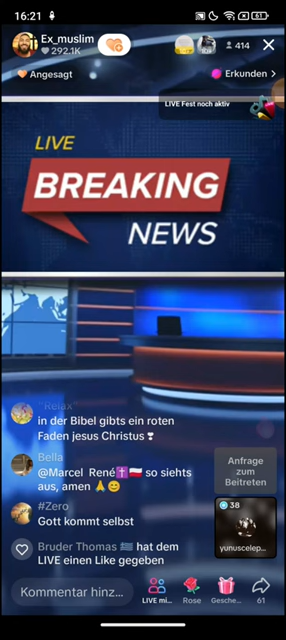 16:21
61
Ex_muslim
292.1K
414
Angesagt
Erkunden >
LIVE Fest noch aktiv
LIVE
BREAKING
NEWS
"Relax"
in der Bibel gibts ein roten
Faden jesus Christus❣
Bella
@Marcel René✝️🇵🇱 so siehts
aus, amen 🙏😊
#Zero
Gott kommt selbst
Bruder Thomas 🇬🇷 hat dem
LIVE einen Like gegeben
Anfrage
zum
Beitreten
38
yunuscelep...
Kommentar hinz...
LIVE mi...
Rose
Gesche...
61